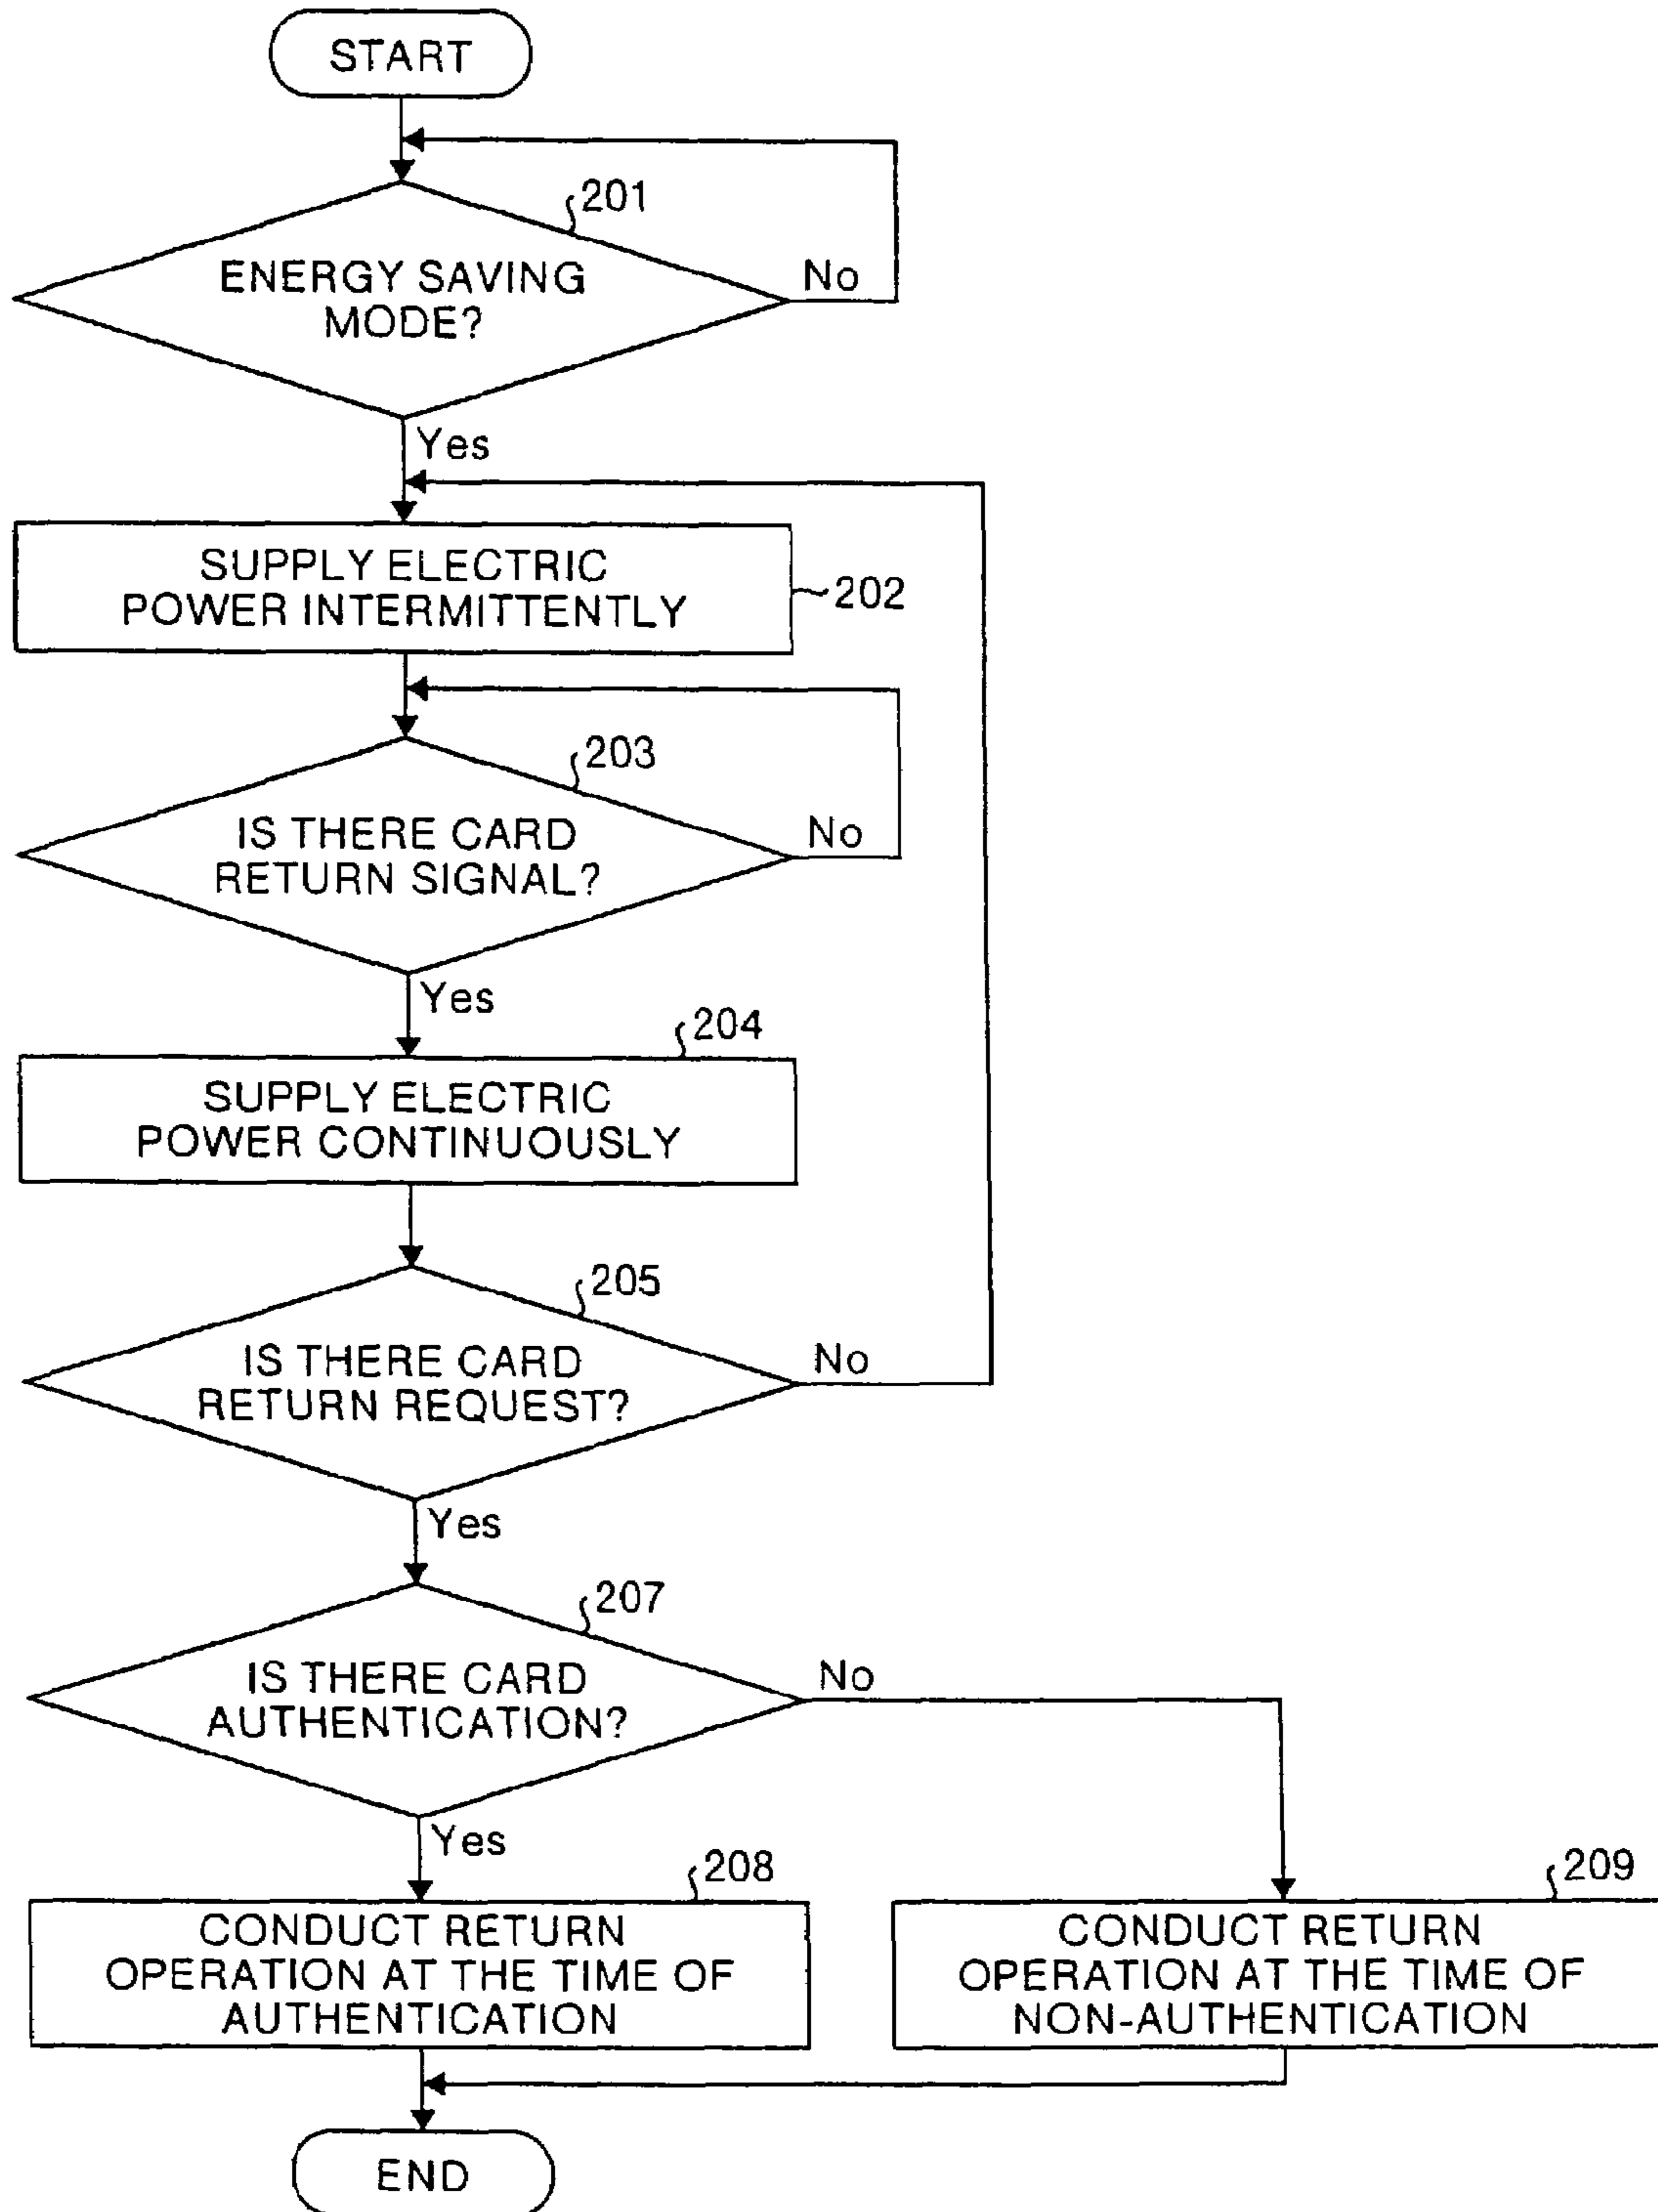 START
201
ENERGY SAVING
MODE?
No
Yes
SUPPLY ELECTRIC
POWER INTERMITTENTLY
202
203
IS THERE CARD
RETURN SIGNAL?
No
Yes
204
SUPPLY ELECTRIC
POWER CONTINUOUSLY
205
IS THERE CARD
RETURN REQUEST?
No
Yes
207
IS THERE CARD
AUTHENTICATION?
No
Yes
208
CONDUCT RETURN
OPERATION AT THE TIME OF
AUTHENTICATION
209
CONDUCT RETURN
OPERATION AT THE TIME OF
NON-AUTHENTICATION
END